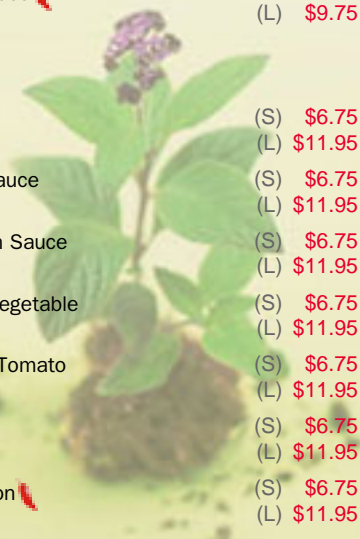 (L) $9.75
(S) $6.75
(L) $11.95
auce (S) $6.75
(L) $11.95
Sauce (S) $6.75
(L) $11.95
egetable (S) $6.75
(L) $11.95
Tomato (S) $6.75
(L) $11.95
(S) $6.75
(L) $11.95
on (S) $6.75
(L) $11.95